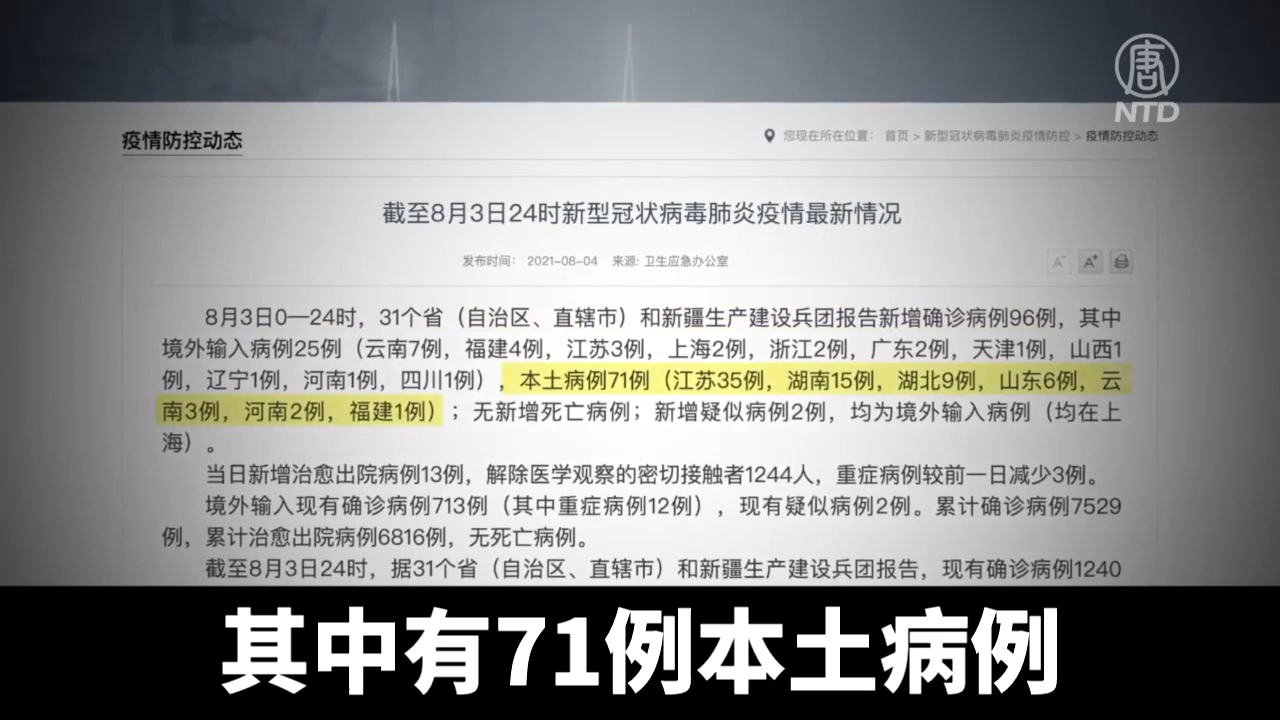 唐
NTD
疫情防控动态
您现在所在位置： 首页 > 新型冠状病毒肺炎疫情防控 > 疫情防控动态
截至8月3日24时新型冠状病毒肺炎疫情最新情况
发布时间： 2021-08-04 来源: 卫生应急办公室
A- A+
8月3日0—24时，31个省（自治区、直辖市）和新疆生产建设兵团报告新增确诊病例96例，其中
境外输入病例25例（云南7例，福建4例，江苏3例，上海2例，浙江2例，广东2例，天津1例，山西1
例，辽宁1例，河南1例，四川1例），本土病例71例（江苏35例，湖南15例，湖北9例，山东6例，云
南3例，河南2例，福建1例）；无新增死亡病例；新增疑似病例2例，均为境外输入病例（均在上
海）。
当日新增治愈出院病例13例，解除医学观察的密切接触者1244人，重症病例较前一日减少3例。
境外输入现有确诊病例713例（其中重症病例12例），现有疑似病例2例。累计确诊病例7529
例，累计治愈出院病例6816例，无死亡病例。
截至8月3日24时，据31个省（自治区、直辖市）和新疆生产建设兵团报告，现有确诊病例1240
其中有71例本土病例